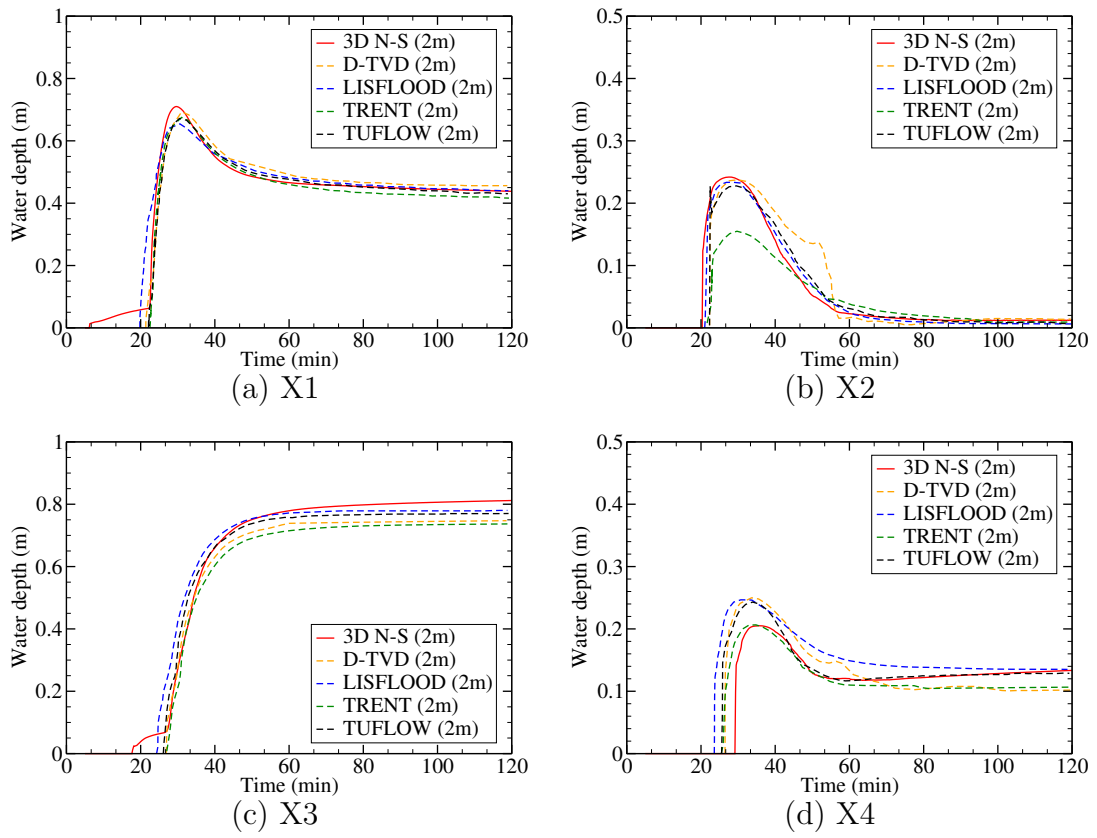 1
0.8
0.6
0.4
0.2
0
Water depth (m)
3D N-S (2m)
D-TVD (2m)
LISFLOOD (2m)
TRENT (2m)
TUFLOW (2m)
0 20 40 60 80 100 120
Time (min)
(a) X1
0.5
0.4
0.3
0.2
0.1
0
Water depth (m)
3D N-S (2m)
D-TVD (2m)
LISFLOOD (2m)
TRENT (2m)
TUFLOW (2m)
0 20 40 60 80 100 120
Time (min)
(b) X2
1
0.8
0.6
0.4
0.2
0
Water depth (m)
3D N-S (2m)
D-TVD (2m)
LISFLOOD (2m)
TRENT (2m)
TUFLOW (2m)
0 20 40 60 80 100 120
Time (min)
(c) X3
0.5
0.4
0.3
0.2
0.1
0
Water depth (m)
3D N-S (2m)
D-TVD (2m)
LISFLOOD (2m)
TRENT (2m)
TUFLOW (2m)
0 20 40 60 80 100 120
Time (min)
(d) X4